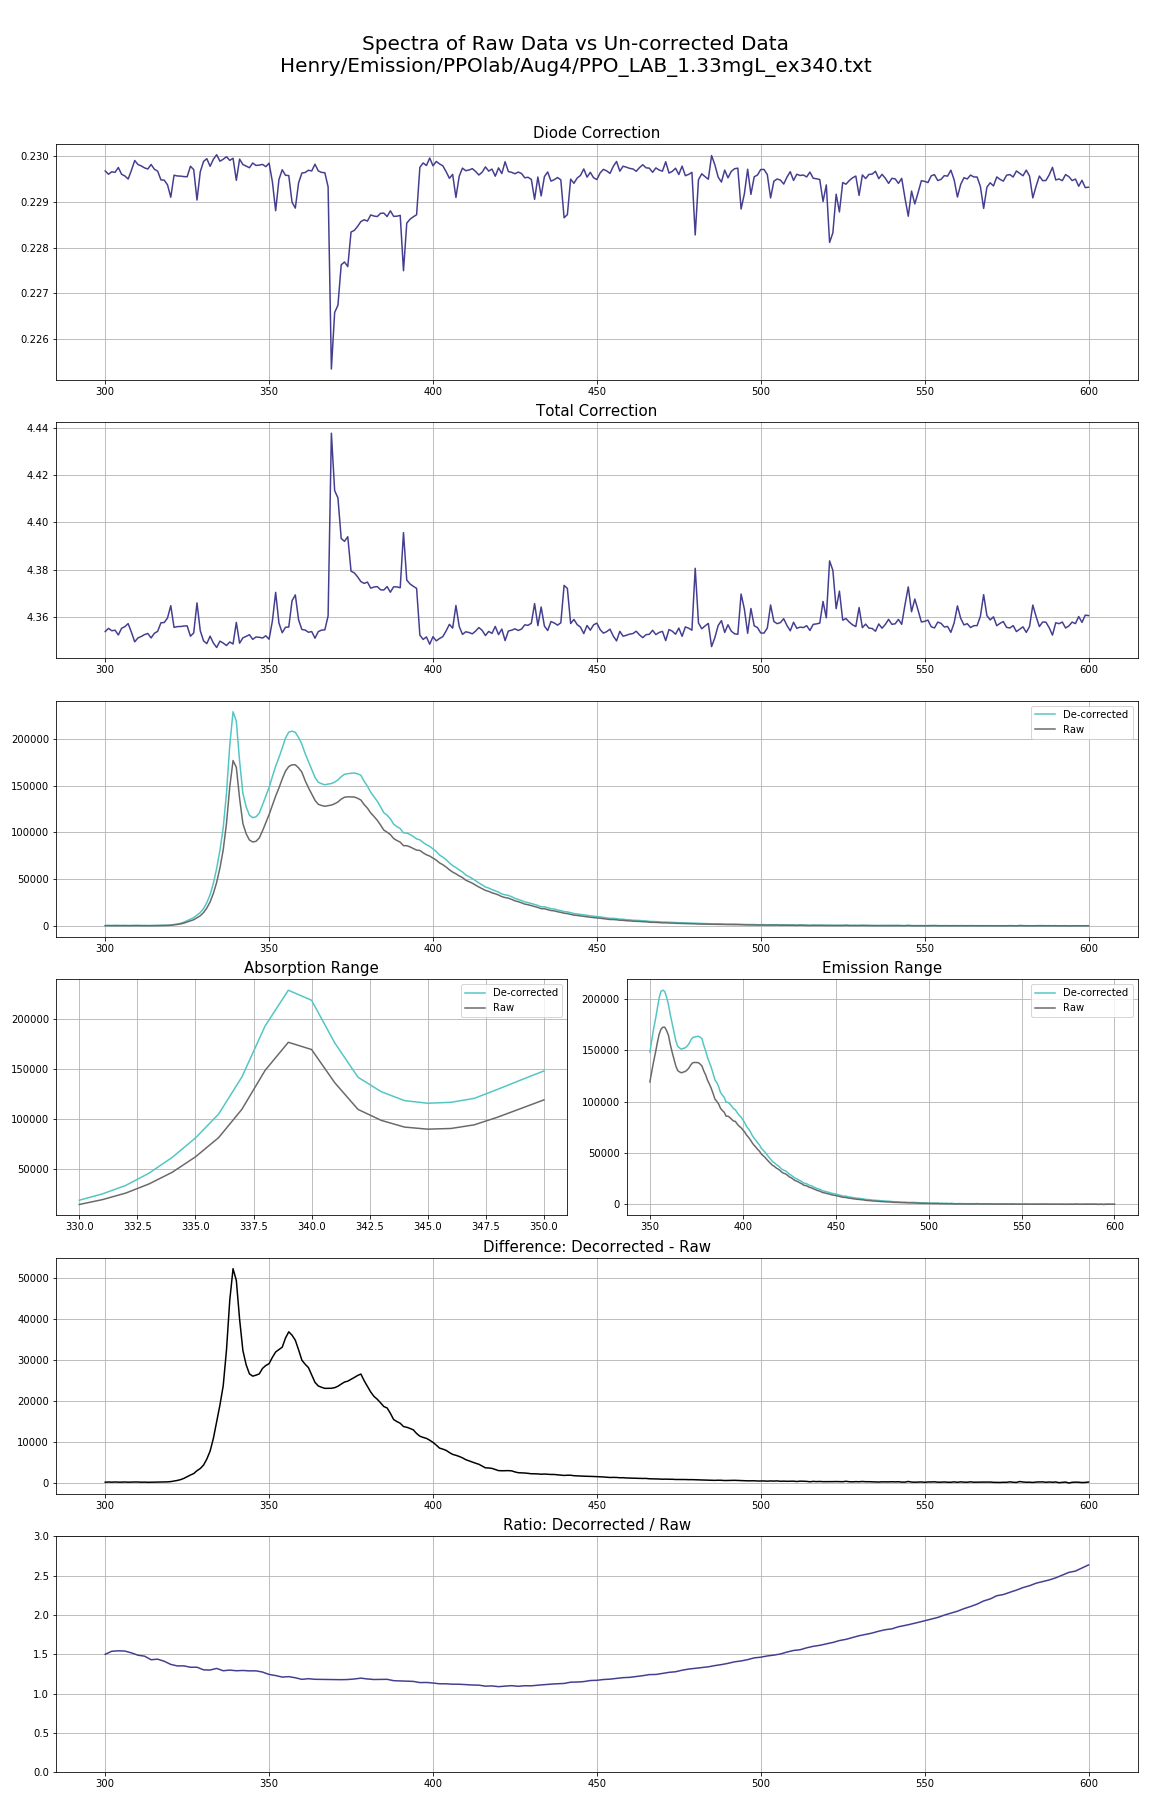 Spectra of Raw Data vs Un-corrected Data
Henry/Emission/PPOlab/Aug4/PPO_LAB_1.33mgL_ex340.txt
Diode Correction
0.230
0.229
0.228
0.227
0.226
300 350 400 450 500 550 600
Total Correction
4.44
4.42
4.40
4.38
4.36
300 350 400 450 500 550 600
De-corrected
Raw
200000
150000
100000
50000
0
300 350 400 450 500 550 600
Absorption Range
De-corrected
Raw
200000
150000
100000
50000
330.0 332.5 335.0 337.5 340.0 342.5 345.0 347.5 350.0
Emission Range
De-corrected
Raw
200000
150000
100000
50000
0
350 400 450 500 550 600
Difference: Decorrected - Raw
50000
40000
30000
20000
10000
0
300 350 400 450 500 550 600
Ratio: Decorrected / Raw
3.0
2.5
2.0
1.5
1.0
0.5
0.0
300 350 400 450 500 550 600